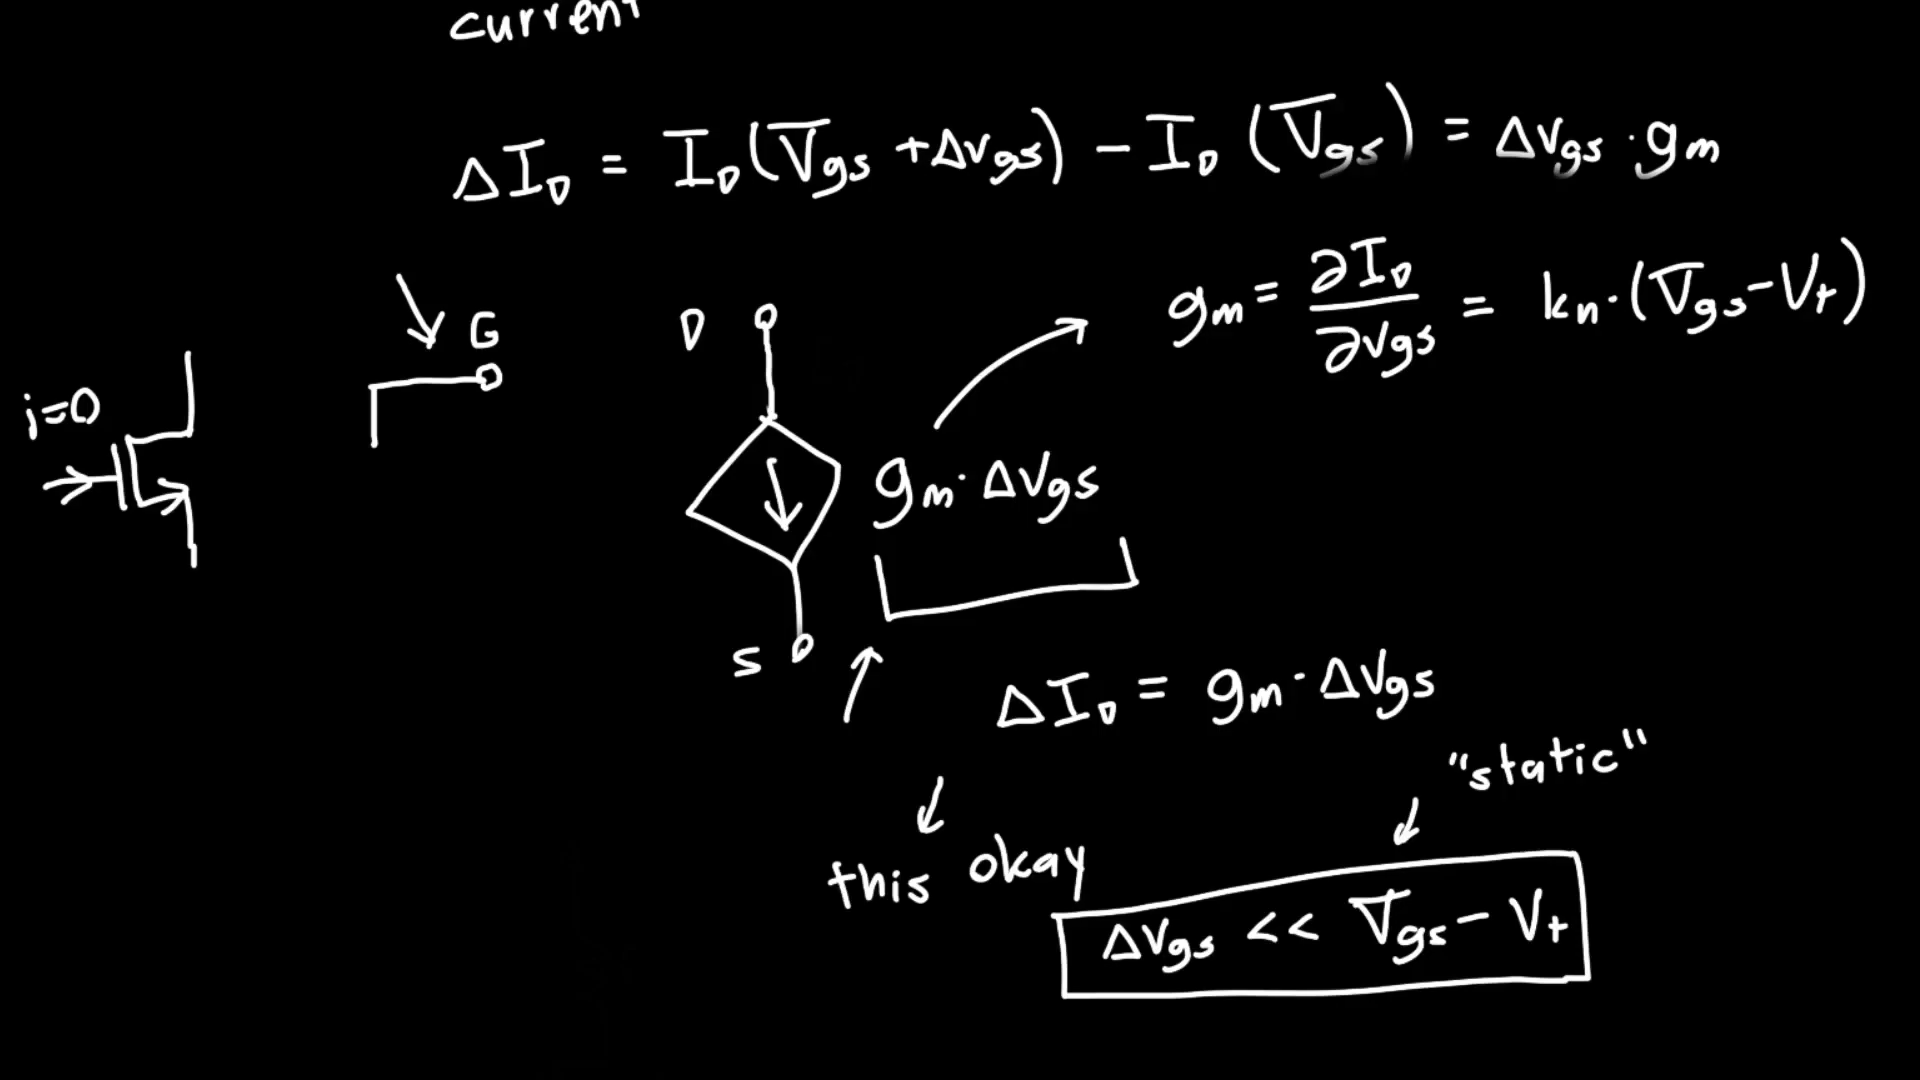 current
ΔI_D = I_D(V̅gs + ΔVgs) − I_D(V̅gs) = ΔVgs · gm
gm = ∂I_D/∂Vgs = kn·(V̅gs − Vt)
G
D
i=0
gm · ΔVgs
S
ΔI_D = gm · ΔVgs
"static"
this okay
ΔVgs << V̅gs − Vt